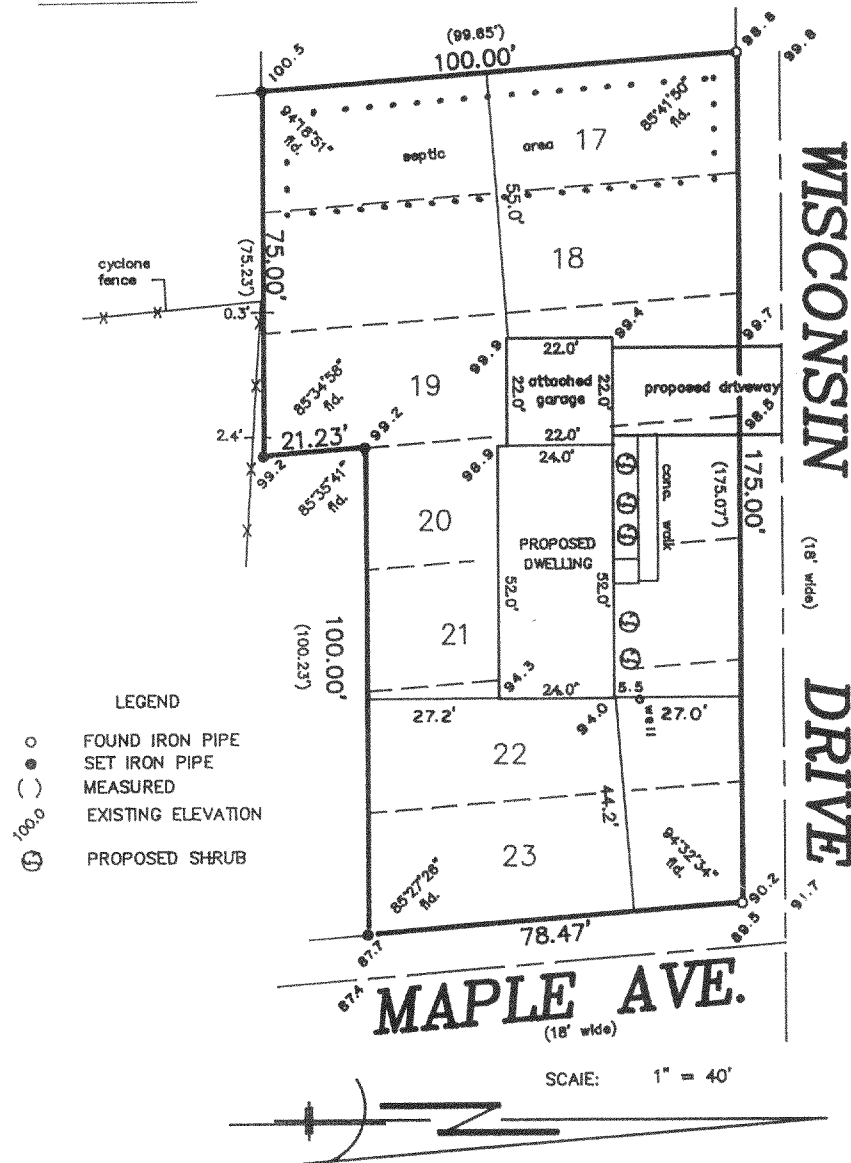 (99.85')
100.00'
100.5
98.8
99.8
94°18'51"
fld.
85°41'50"
fld.
septic
area
17
55.0'
WISCONSIN
DRIVE
(18' wide)
75.00'
(75.23')
18
cyclone
fence
0.3'
99.4
99.7
99.9
22.0'
19
22.0'
attached
garage
22.0'
proposed driveway
85°34'58"
fld.
2.4'
21.23'
99.2
22.0'
98.5
99.2
98.9
24.0'
85°35'41"
fld.
conc. walk
175.00'
(175.07')
20
PROPOSED
DWELLING
52.0'
52.0'
100.00'
(100.23')
21
94.3
24.0'
5.5
27.2'
94.0
well
27.0'
LEGEND
FOUND IRON PIPE
SET IRON PIPE
( ) MEASURED
100.0 EXISTING ELEVATION
PROPOSED SHRUB
22
44.2'
23
94°32'34"
fld.
85°27'26"
fld.
90.2
91.7
89.5
78.47'
87.7
87.4
MAPLE AVE.
(18' wide)
SCAlE: 1" = 40'
N